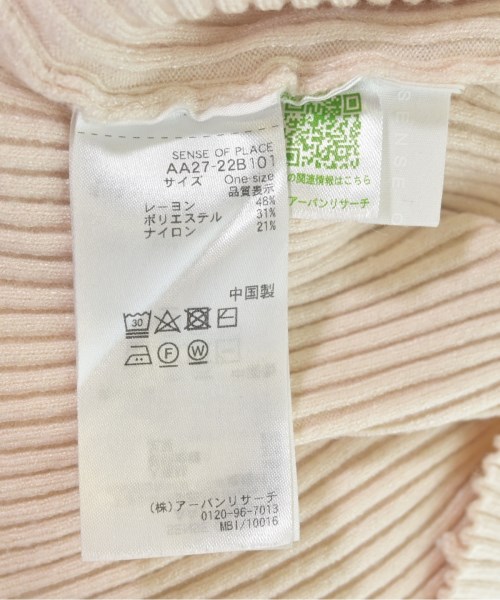 SENSE OF PLACE
AA27-22B101
サイズ One size
品質表示
レーヨン 48%
ポリエステル 31%
ナイロン 21%
中国製
30
F
W
(株)アーバンリサーチ
0120-96-7013
MBI/10016
の関連情報はこちら
アーバンリサーチ